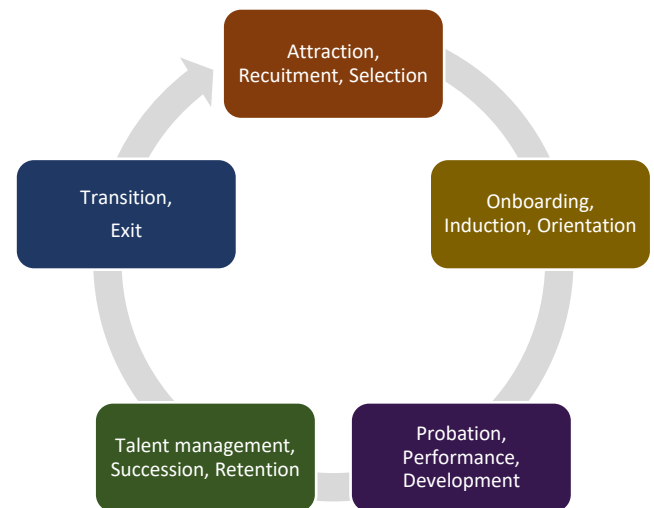 Attraction,
Recuitment, Selection
Onboarding,
Induction, Orientation
Probation,
Performance,
Development
Talent management,
Succession, Retention
Transition,
Exit